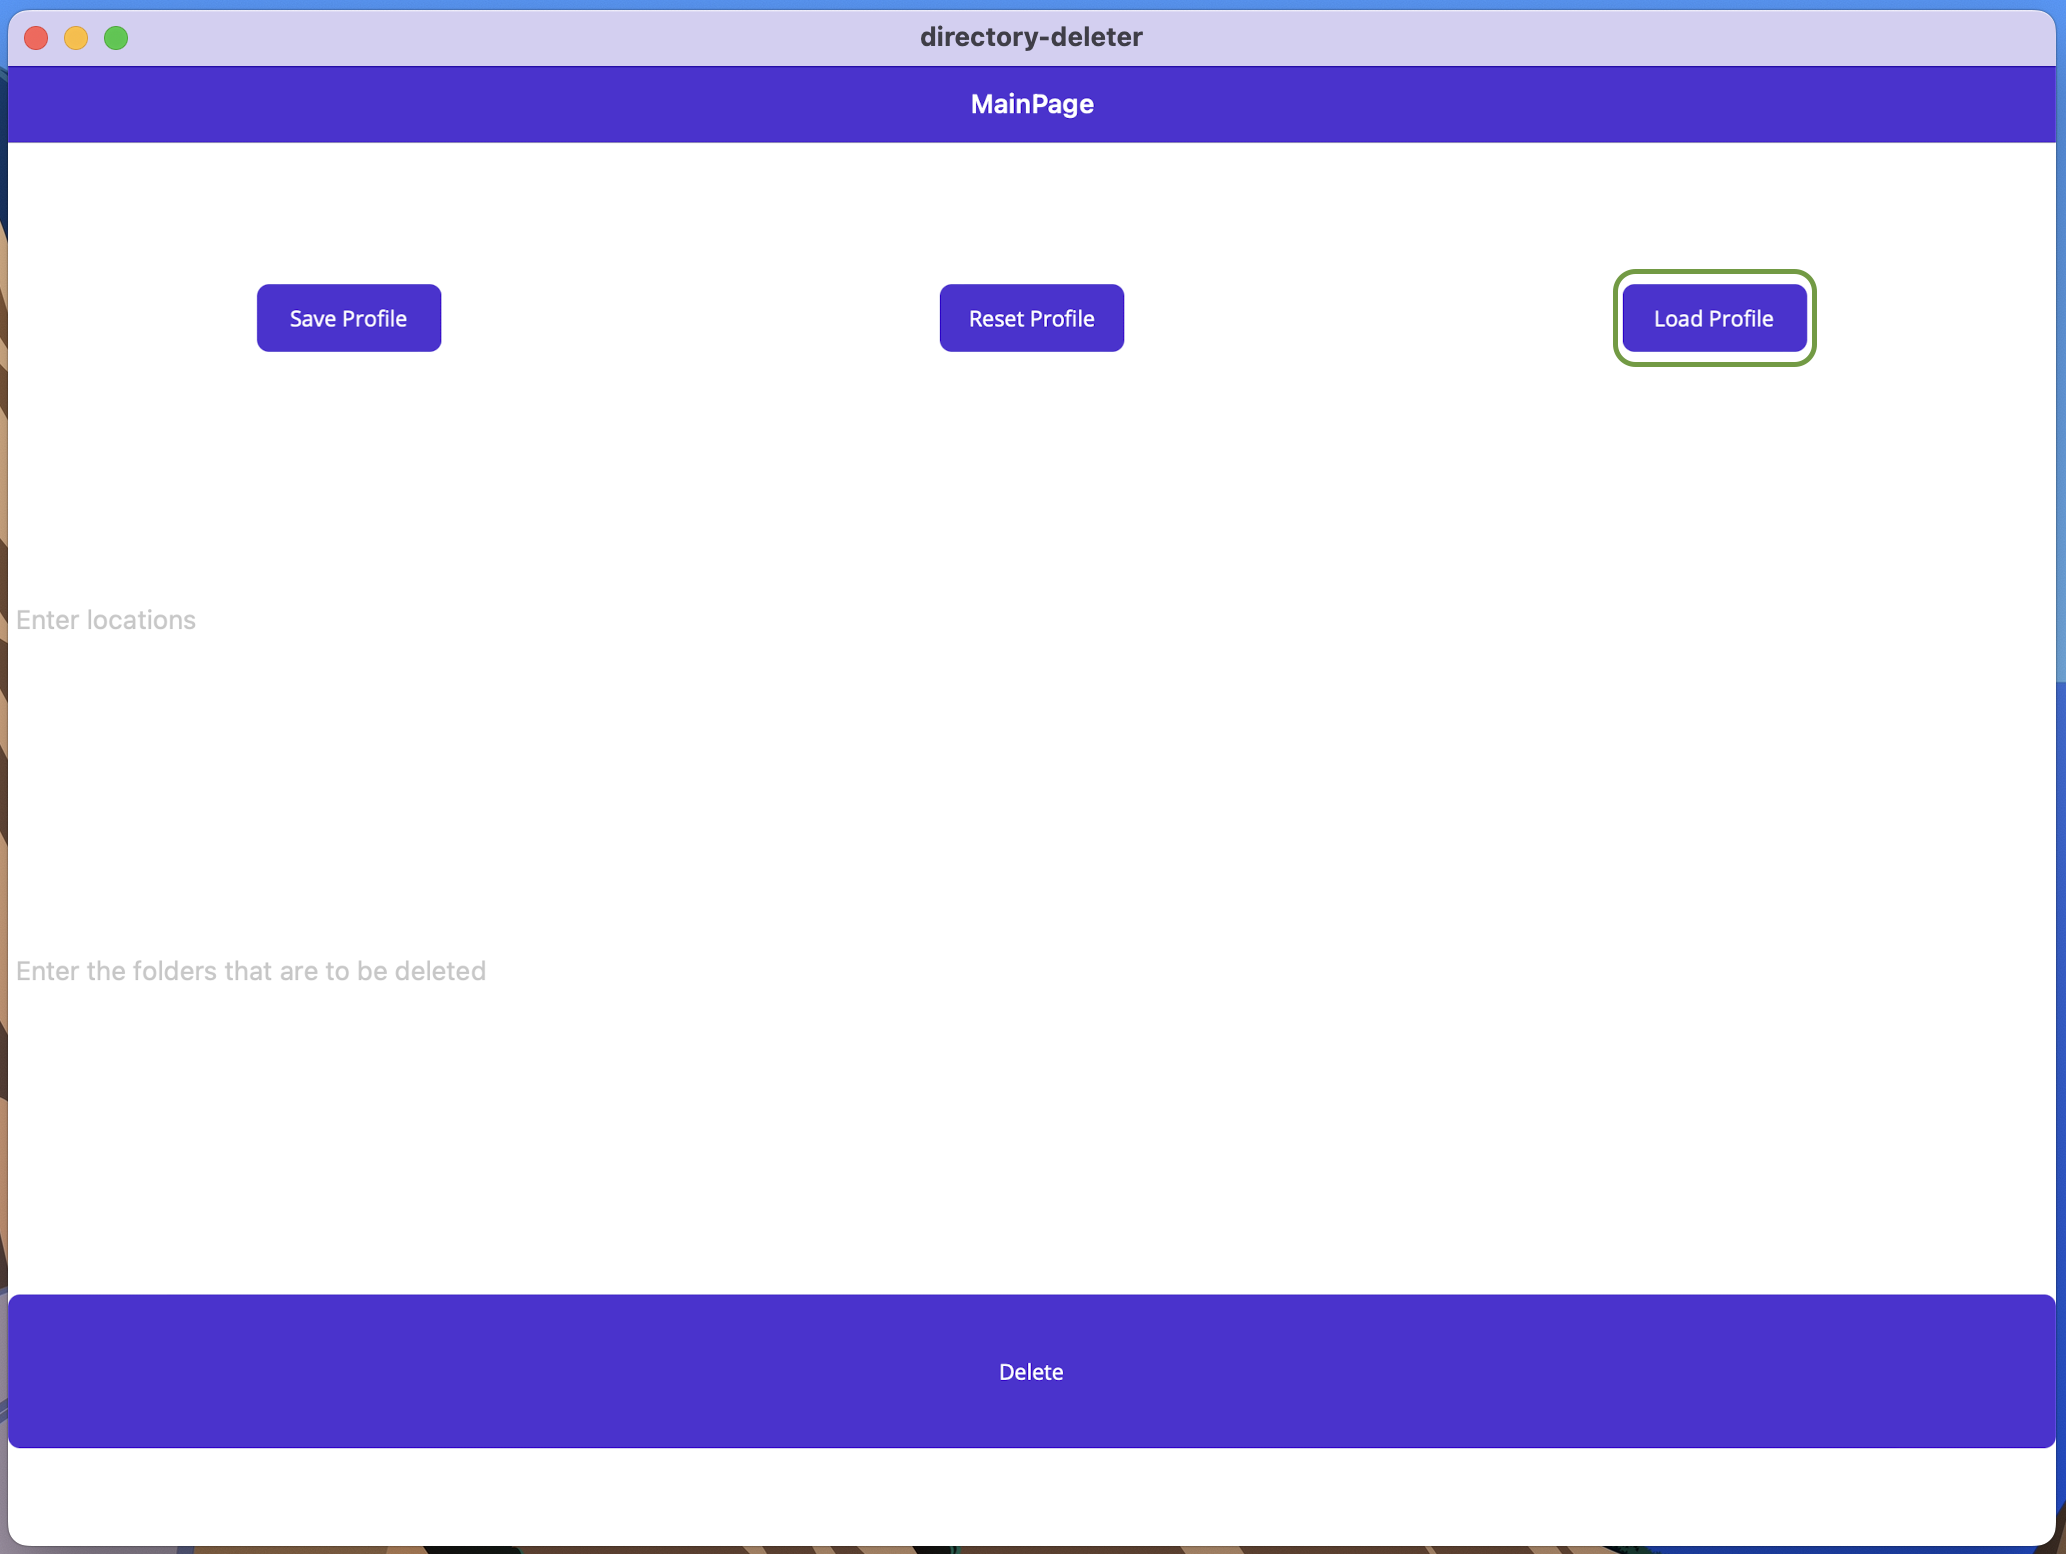 directory-deleter
MainPage
Save Profile
Reset Profile
Load Profile
Enter locations
Enter the folders that are to be deleted
Delete